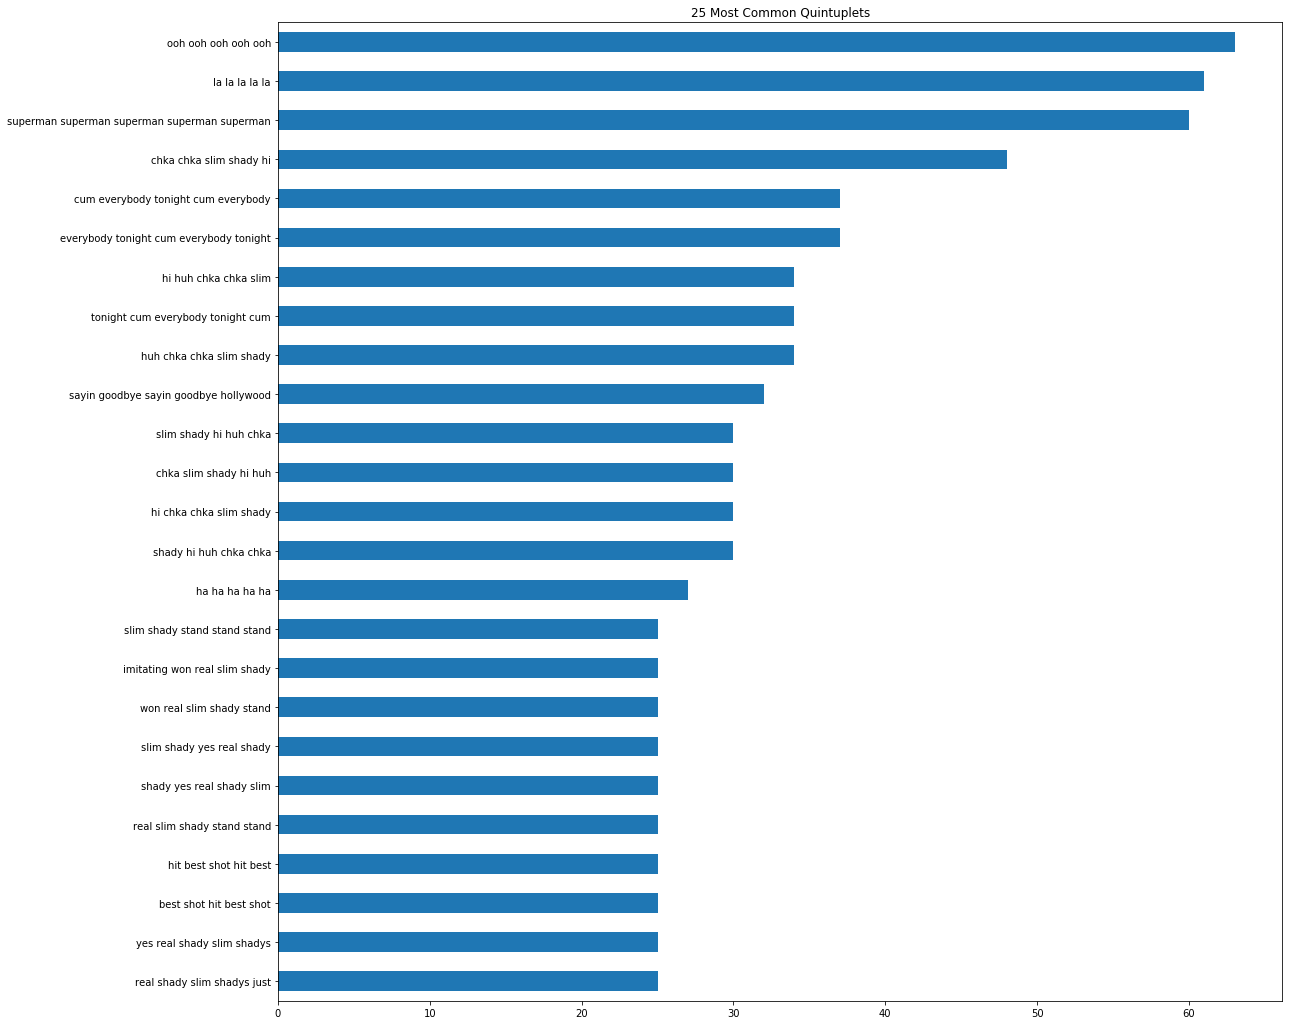 25 Most Common Quintuplets
ooh ooh ooh ooh ooh
la la la la la
superman superman superman superman superman
chka chka slim shady hi
cum everybody tonight cum everybody
everybody tonight cum everybody tonight
hi huh chka chka slim
tonight cum everybody tonight cum
huh chka chka slim shady
sayin goodbye sayin goodbye hollywood
slim shady hi huh chka
chka slim shady hi huh
hi chka chka slim shady
shady hi huh chka chka
ha ha ha ha ha
slim shady stand stand stand
imitating won real slim shady
won real slim shady stand
slim shady yes real shady
shady yes real shady slim
real slim shady stand stand
hit best shot hit best
best shot hit best shot
yes real shady slim shadys
real shady slim shadys just
0 10 20 30 40 50 60